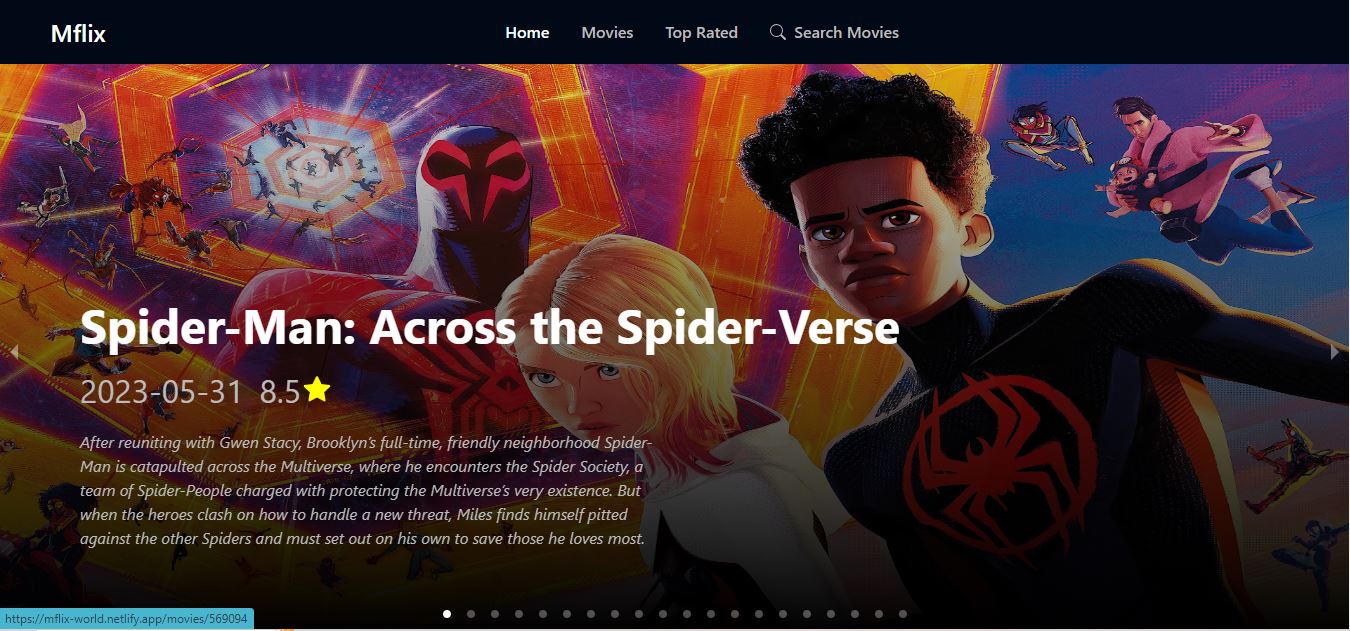 Mflix
Home Movies Top Rated Search Movies
Spider-Man: Across the Spider-Verse
2023-05-31 8.5
After reuniting with Gwen Stacy, Brooklyn’s full-time, friendly neighborhood Spider-
Man is catapulted across the Multiverse, where he encounters the Spider Society, a
team of Spider-People charged with protecting the Multiverse’s very existence. But
when the heroes clash on how to handle a new threat, Miles finds himself pitted
against the other Spiders and must set out on his own to save those he loves most.
https://mflix-world.netlify.app/movies/569094